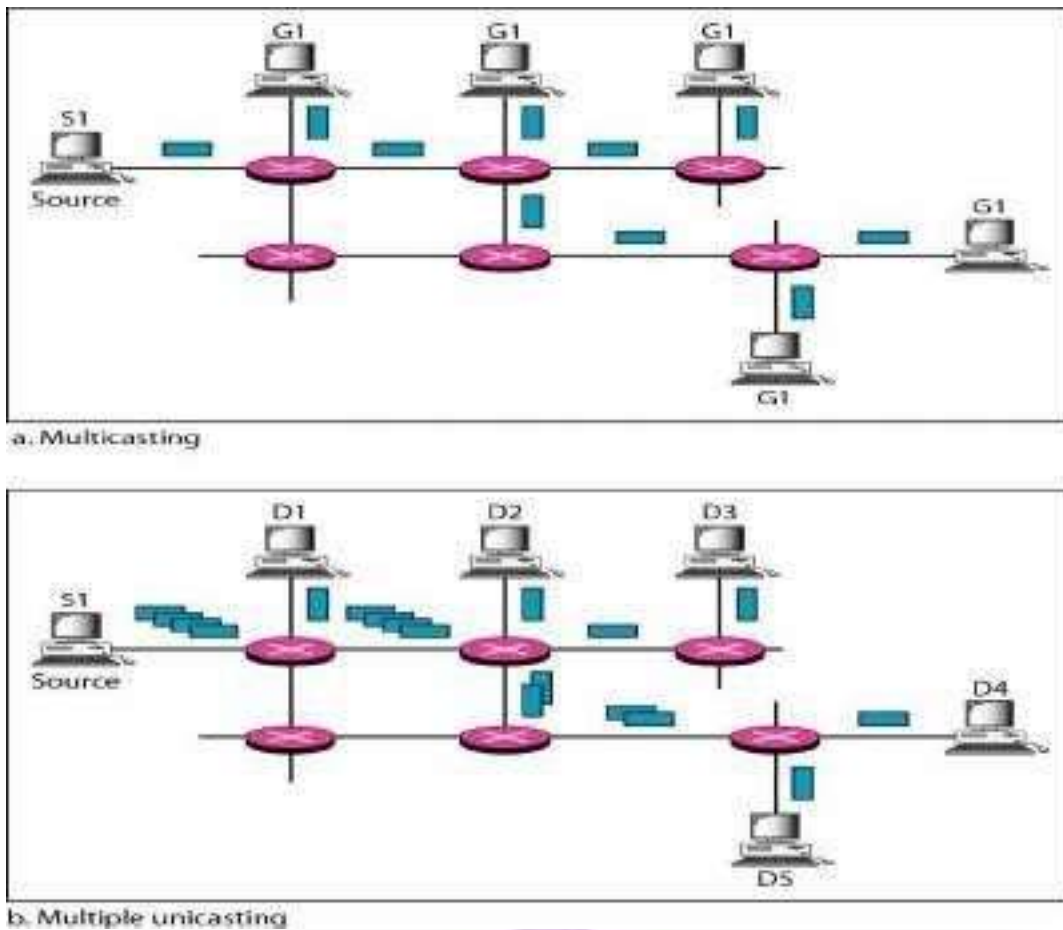 G1 G1 G1
S1
Source
G1
G1
a. Multicasting
D1 D2 D3
S1
Source
D4
D5
b. Multiple unicasting